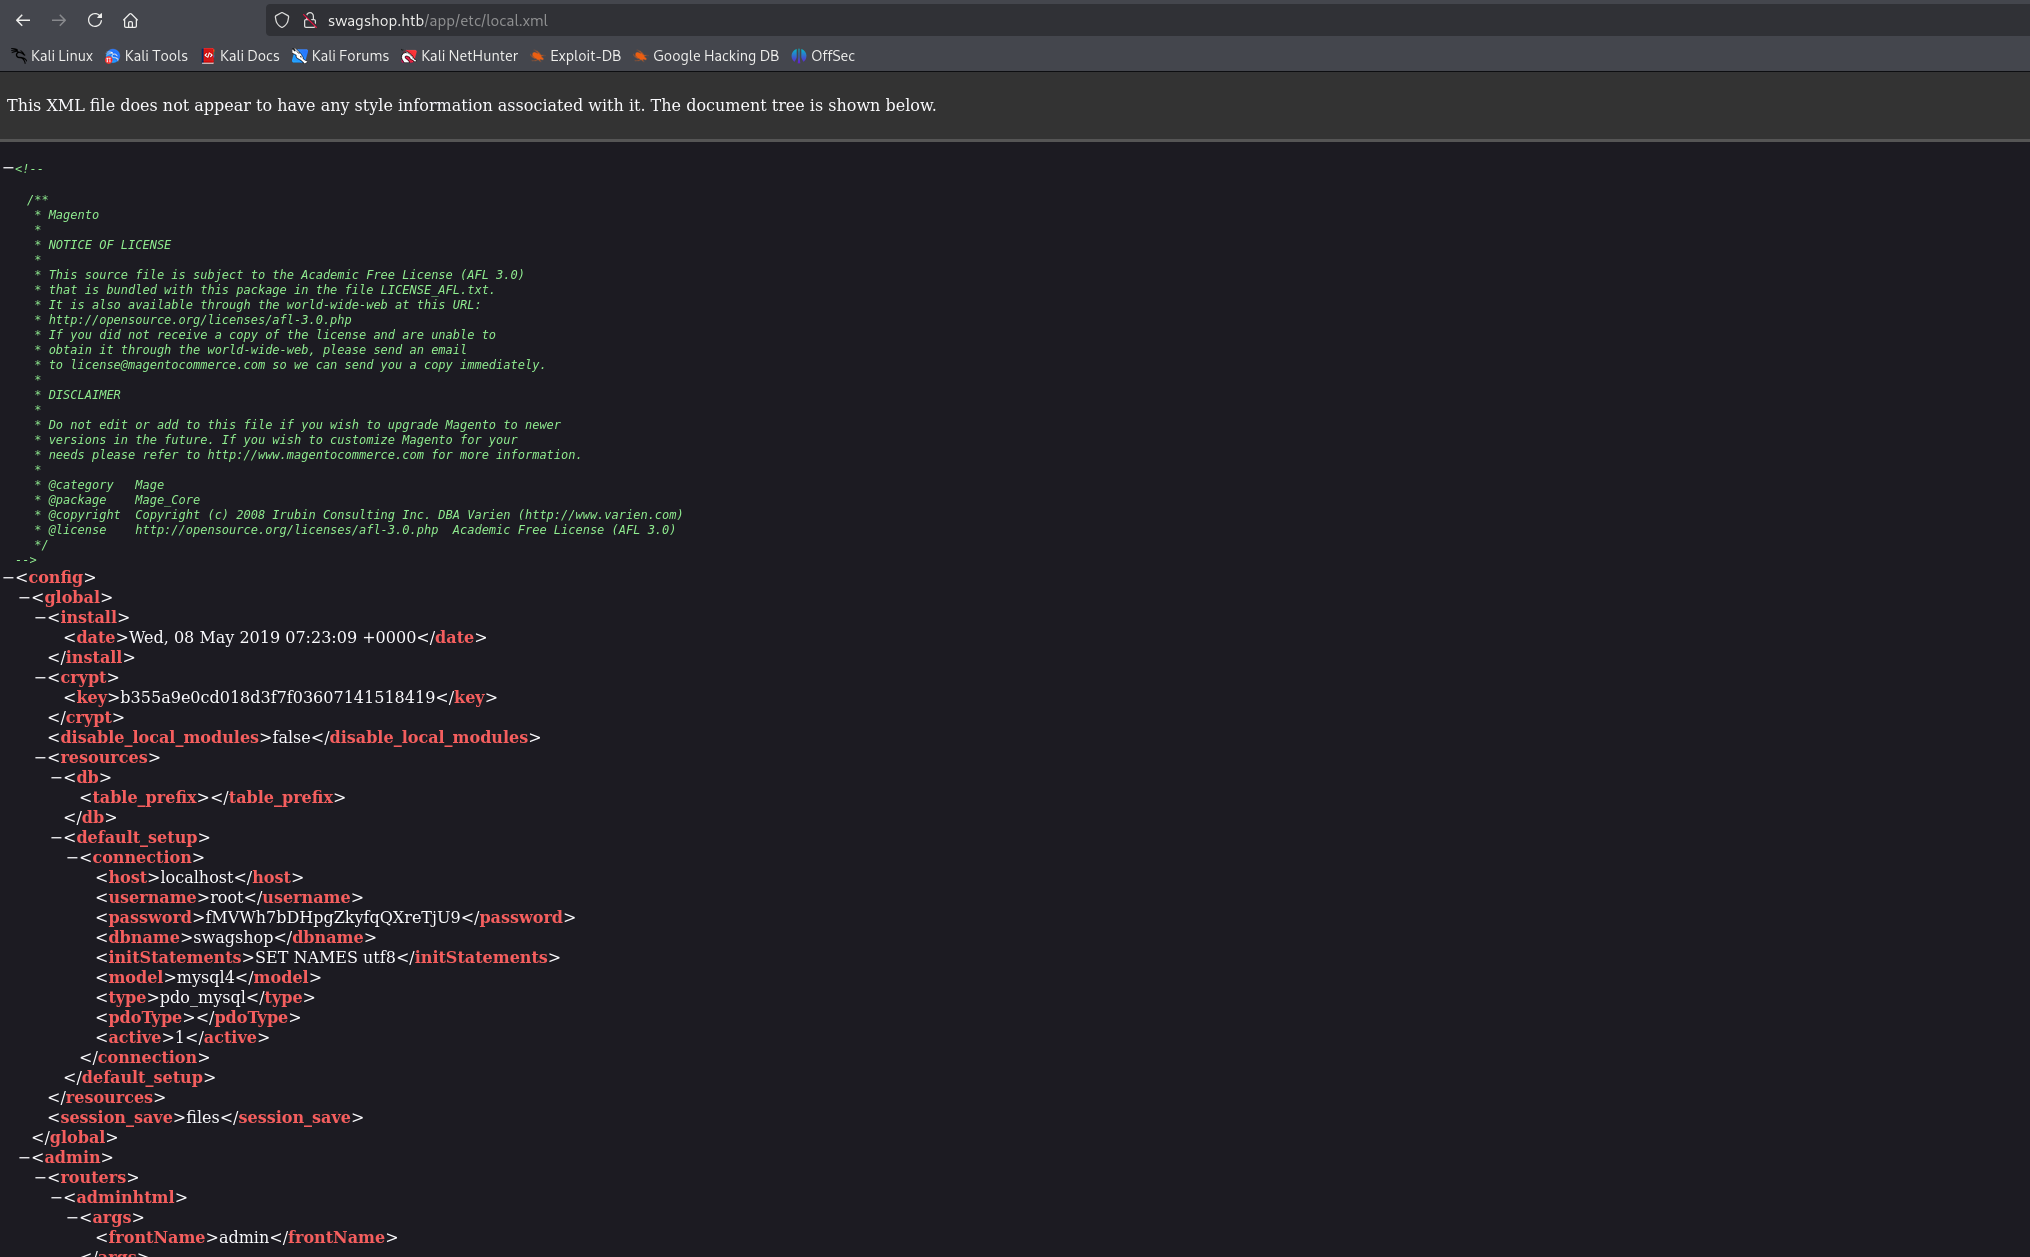 swagshop.htb/app/etc/local.xml
Kali Linux Kali Tools Kali Docs Kali Forums Kali NetHunter Exploit-DB Google Hacking DB OffSec
This XML file does not appear to have any style information associated with it. The document tree is shown below.
−<!--
/**
* Magento
*
* NOTICE OF LICENSE
*
* This source file is subject to the Academic Free License (AFL 3.0)
* that is bundled with this package in the file LICENSE_AFL.txt.
* It is also available through the world-wide-web at this URL:
* http://opensource.org/licenses/afl-3.0.php
* If you did not receive a copy of the license and are unable to
* obtain it through the world-wide-web, please send an email
* to license@magentocommerce.com so we can send you a copy immediately.
*
* DISCLAIMER
*
* Do not edit or add to this file if you wish to upgrade Magento to newer
* versions in the future. If you wish to customize Magento for your
* needs please refer to http://www.magentocommerce.com for more information.
*
* @category   Mage
* @package    Mage_Core
* @copyright  Copyright (c) 2008 Irubin Consulting Inc. DBA Varien (http://www.varien.com)
* @license    http://opensource.org/licenses/afl-3.0.php  Academic Free License (AFL 3.0)
*/
-->
−<config>
−<global>
−<install>
<date>Wed, 08 May 2019 07:23:09 +0000</date>
</install>
−<crypt>
<key>b355a9e0cd018d3f7f03607141518419</key>
</crypt>
<disable_local_modules>false</disable_local_modules>
−<resources>
−<db>
<table_prefix></table_prefix>
</db>
−<default_setup>
−<connection>
<host>localhost</host>
<username>root</username>
<password>fMVWh7bDHpgZkyfqQXreTjU9</password>
<dbname>swagshop</dbname>
<initStatements>SET NAMES utf8</initStatements>
<model>mysql4</model>
<type>pdo_mysql</type>
<pdoType></pdoType>
<active>1</active>
</connection>
</default_setup>
</resources>
<session_save>files</session_save>
</global>
−<admin>
−<routers>
−<adminhtml>
−<args>
<frontName>admin</frontName>
</args>